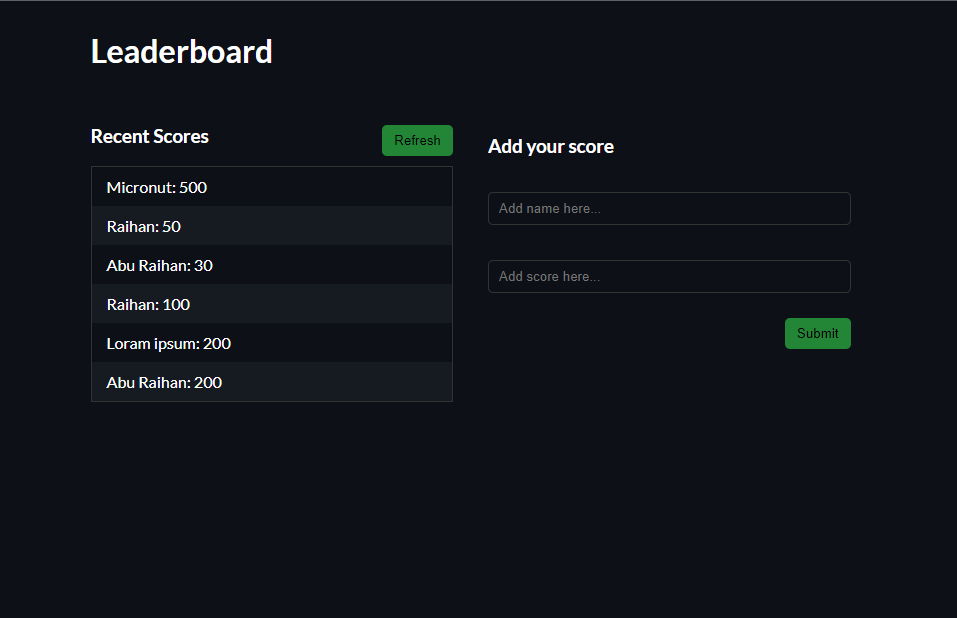 Leaderboard
Recent Scores
Refresh
Micronut: 500
Raihan: 50
Abu Raihan: 30
Raihan: 100
Loram ipsum: 200
Abu Raihan: 200
Add your score
Add name here...
Add score here...
Submit